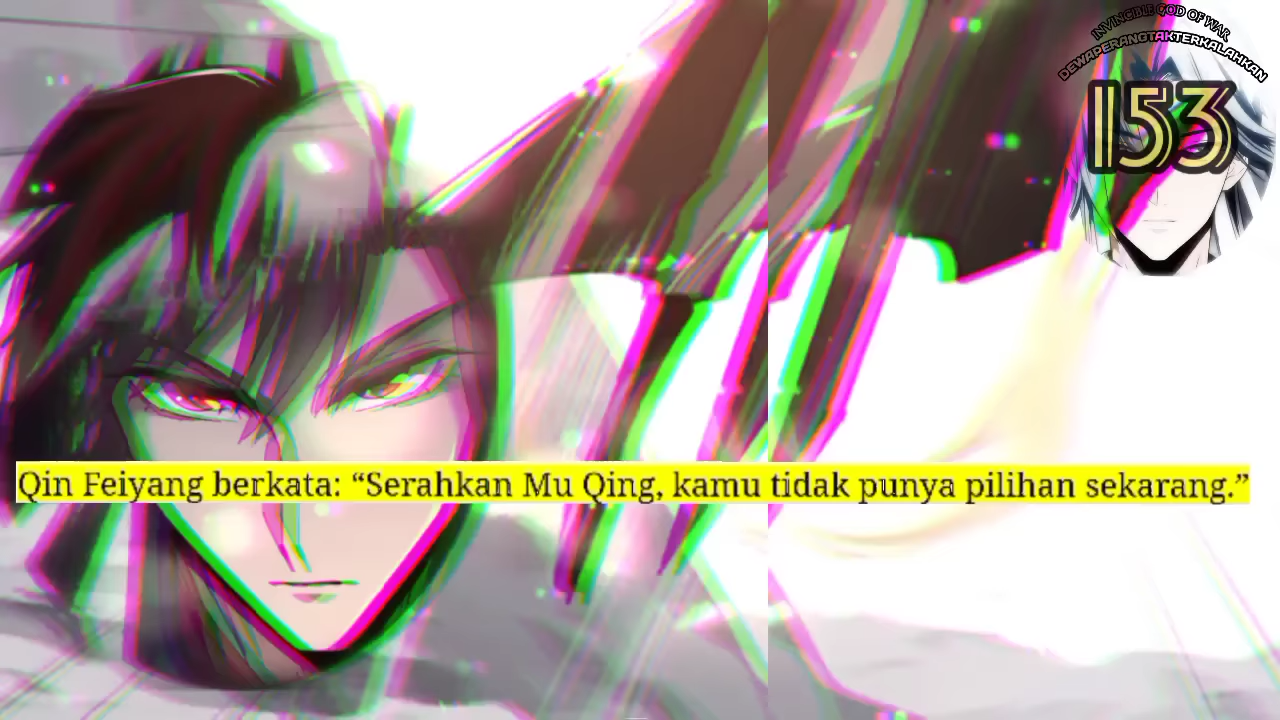 INVINCIBLE GOD OF WAR
DEWAPERANGTAKTERKALAHKAN
153
Qin Feiyang berkata: “Serahkan Mu Qing, kamu tidak punya pilihan sekarang.”